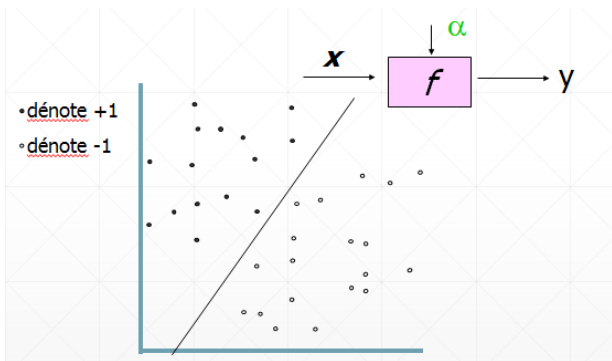 α
x
f
y
•dénote +1
°dénote -1